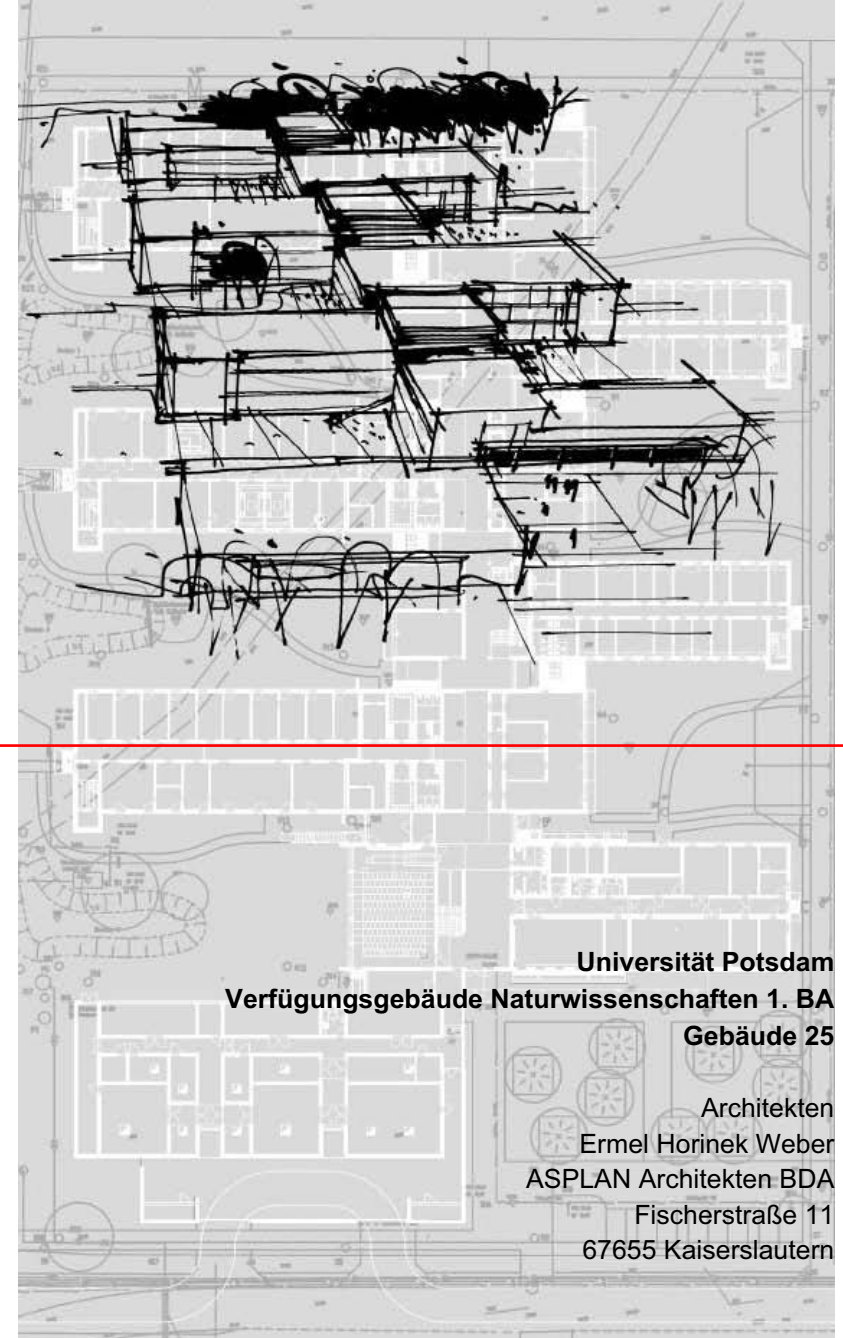 Universität Potsdam
Verfügungsgebäude Naturwissenschaften 1. BA
Gebäude 25
Architekten
Ermel Horinek Weber
ASPLAN Architekten BDA
Fischerstraße 11
67655 Kaiserslautern